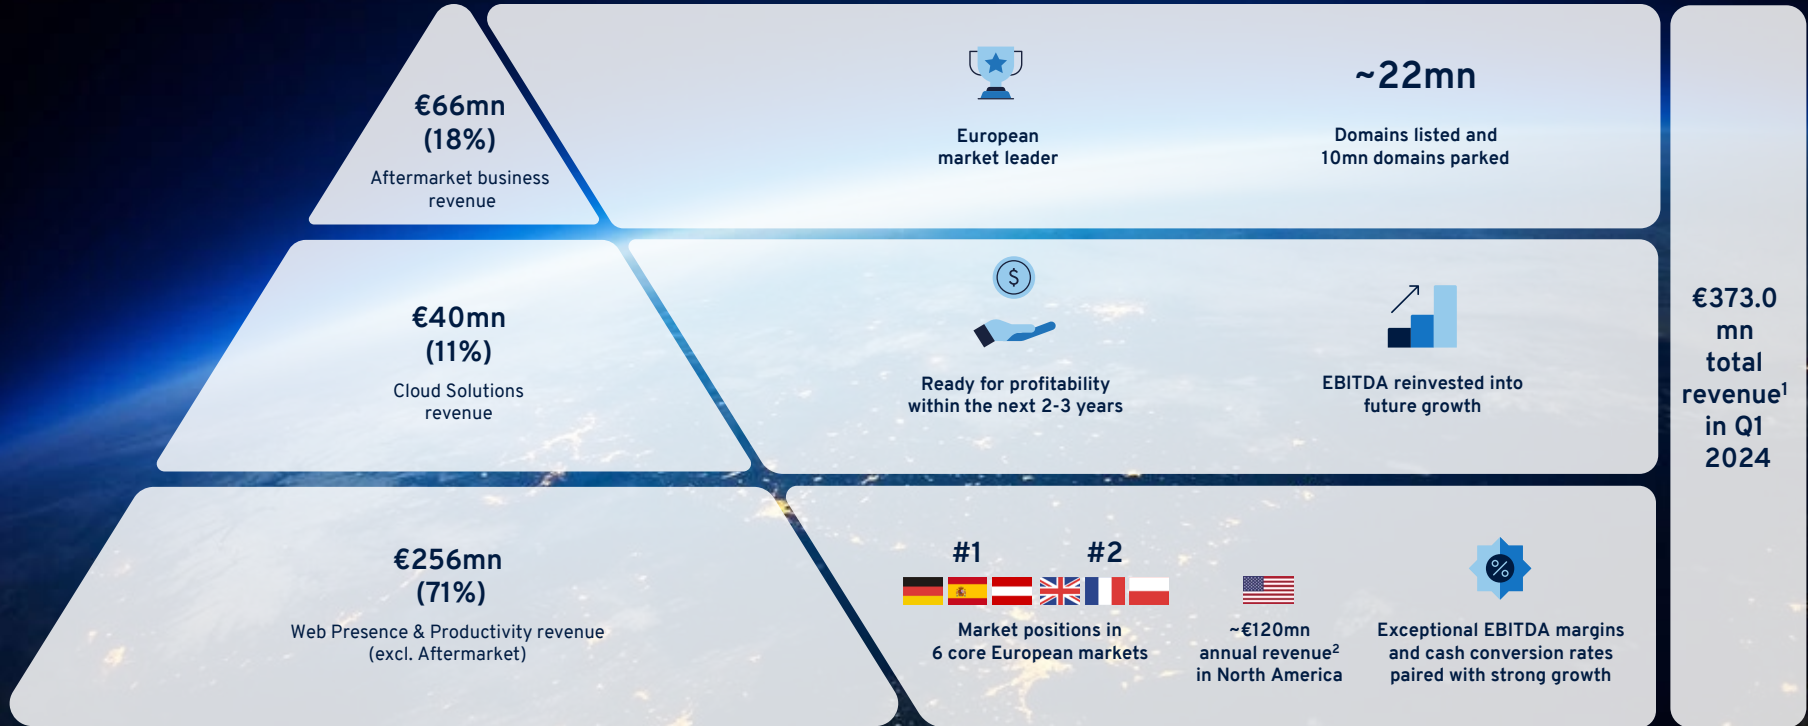 €66mn
(18%)
Aftermarket business
revenue
European
market leader
~22mn
Domains listed and
10mn domains parked
€40mn
(11%)
Cloud Solutions
revenue
$
Ready for profitability
within the next 2-3 years
EBITDA reinvested into
future growth
€256mn
(71%)
Web Presence & Productivity revenue
(excl. Aftermarket)
#1
#2
Market positions in
6 core European markets
~€120mn
annual revenue²
in North America
%
Exceptional EBITDA margins
and cash conversion rates
paired with strong growth
€373.0
mn
total
revenue¹
in Q1
2024